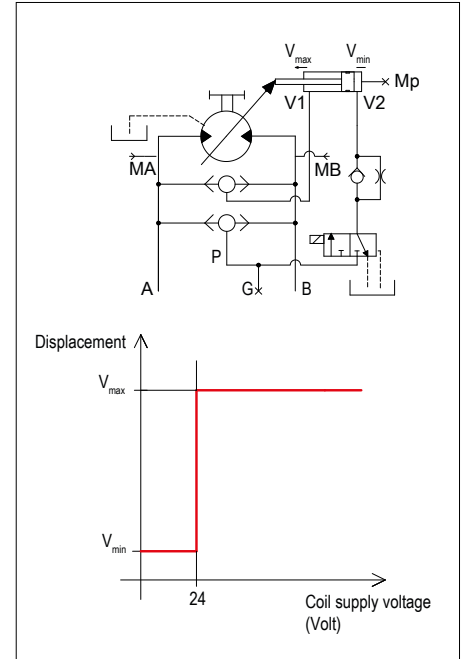 Vmax Vmin
Mp
V1 V2
MA MB
P
A G B
Displacement
Vmax
Vmin
24
Coil supply voltage
(Volt)